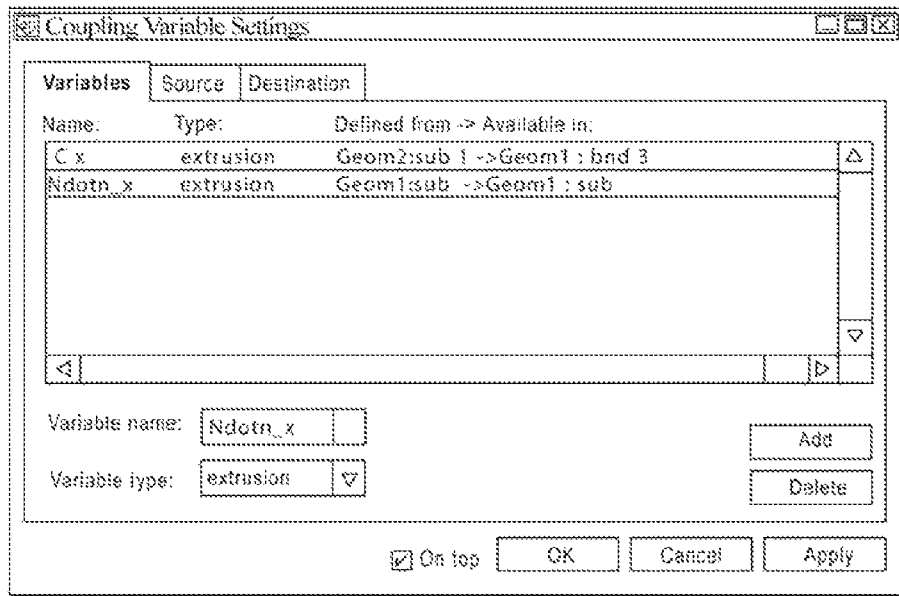 Coupling Variable Settings
Variables Source Destination
Name: Type: Defined from -> Available in:
C x extrusion Geom2:sub 1 ->Geom1 : bnd 3
Ndotn_x extrusion Geom1:sub ->Geom1 : sub
Variable name: Ndotn_x
Add
Variable type: extrusion
Delete
On top OK Cancel Apply